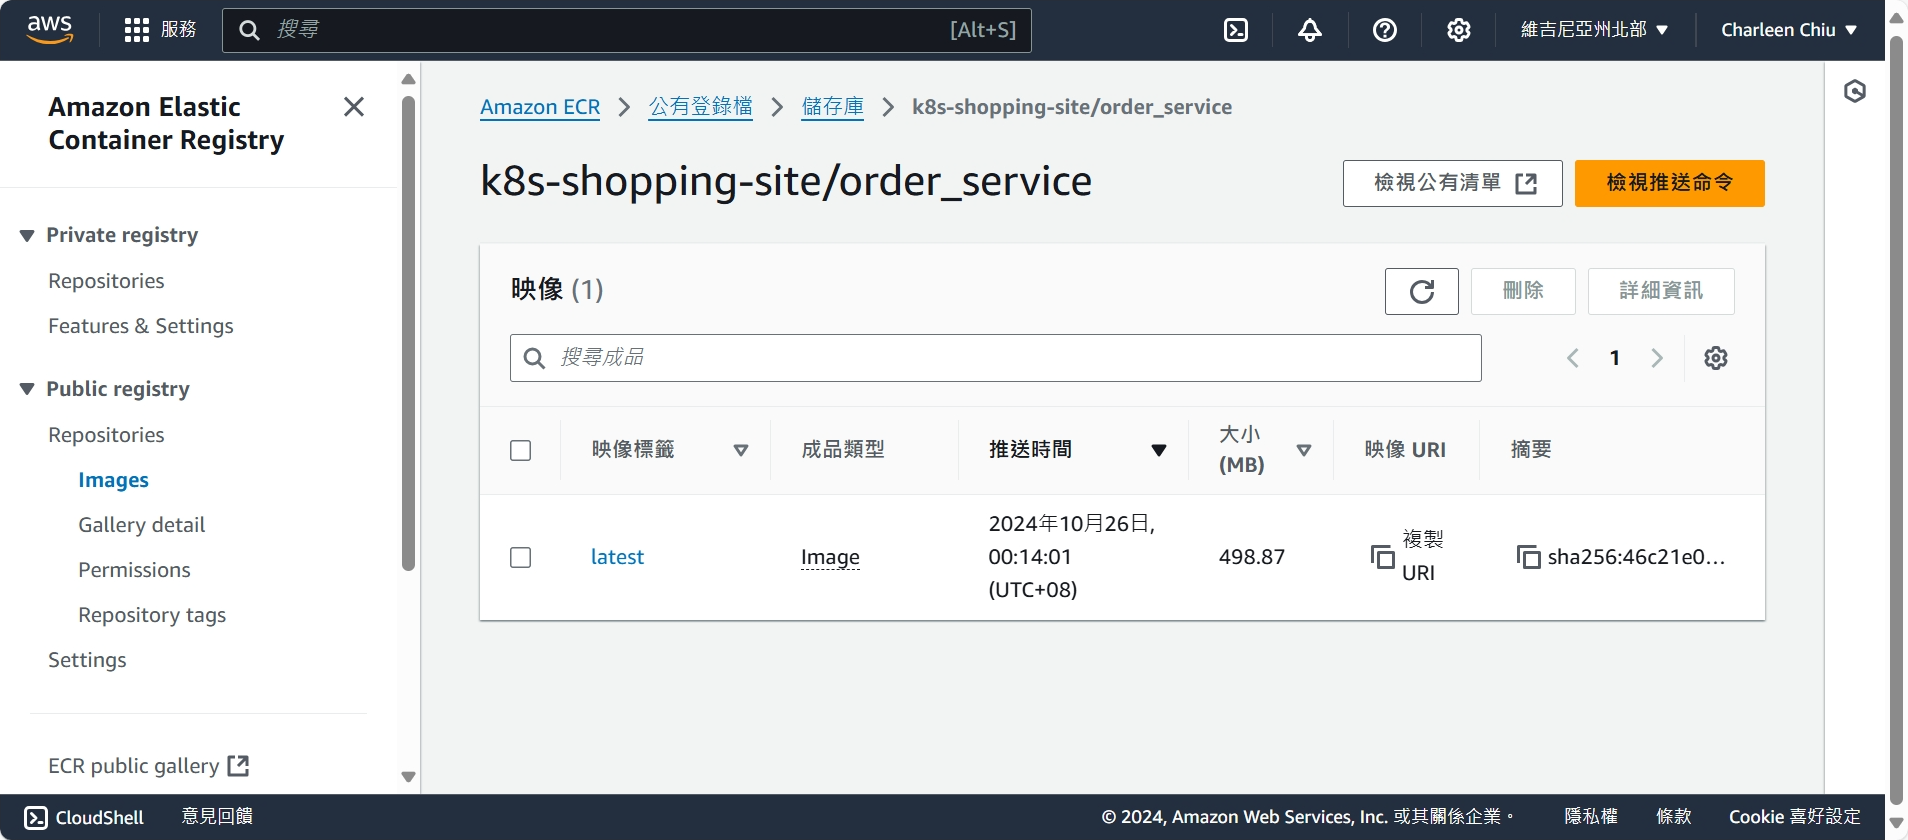 aws
服務
搜尋
[Alt+S]
維吉尼亞州北部
Charleen Chiu
Amazon Elastic
Container Registry
Private registry
Repositories
Features & Settings
Public registry
Repositories
Images
Gallery detail
Permissions
Repository tags
Settings
ECR public gallery
Amazon ECR
公有登錄檔
儲存庫
k8s-shopping-site/order_service
k8s-shopping-site/order_service
檢視公有清單
檢視推送命令
映像 (1)
刪除
詳細資訊
搜尋成品
1
映像標籤
成品類型
推送時間
大小
(MB)
映像 URI
摘要
latest
Image
2024年10月26日,
00:14:01
(UTC+08)
498.87
複製
URI
sha256:46c21e0...
CloudShell
意見回饋
© 2024, Amazon Web Services, Inc. 或其關係企業。
隱私權
條款
Cookie 喜好設定